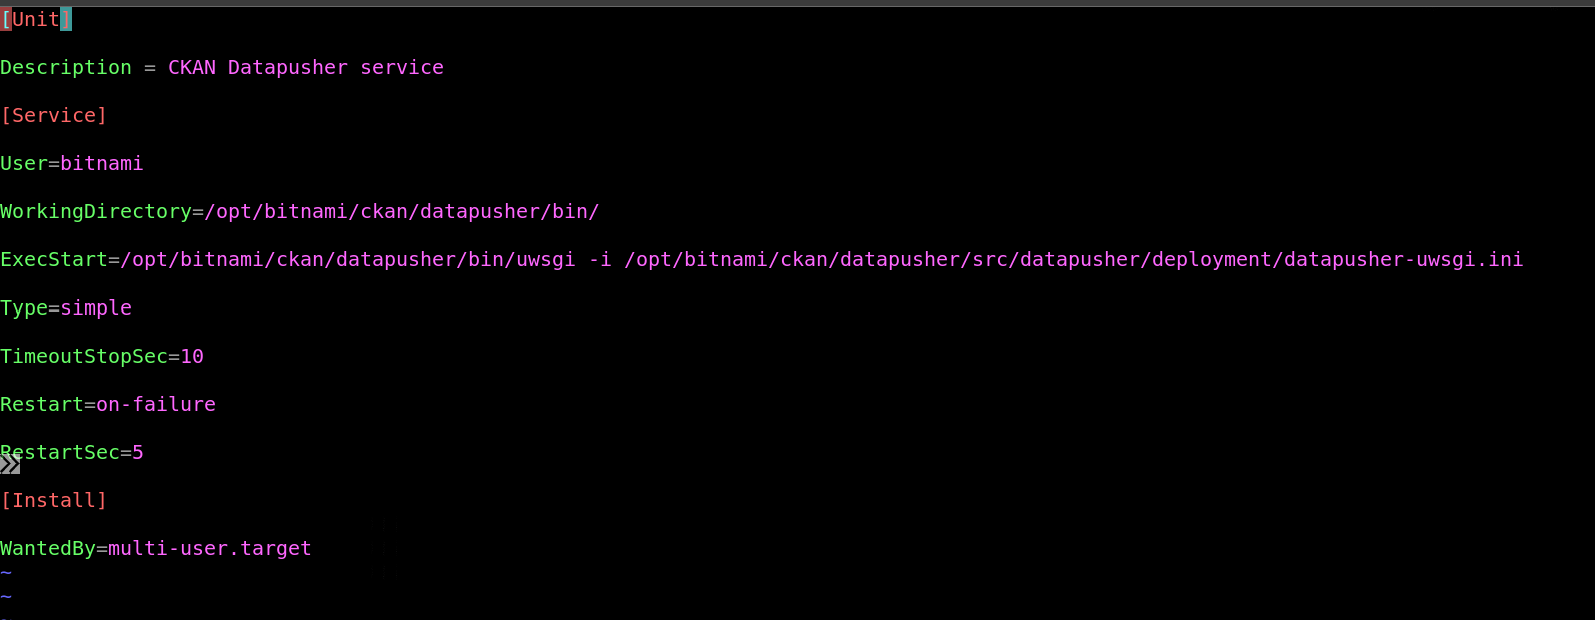 [Unit]
Description = CKAN Datapusher service
[Service]
User=bitnami
WorkingDirectory=/opt/bitnami/ckan/datapusher/bin/
ExecStart=/opt/bitnami/ckan/datapusher/bin/uwsgi -i /opt/bitnami/ckan/datapusher/src/datapusher/deployment/datapusher-uwsgi.ini
Type=simple
TimeoutStopSec=10
Restart=on-failure
RestartSec=5
[Install]
WantedBy=multi-user.target
~
~